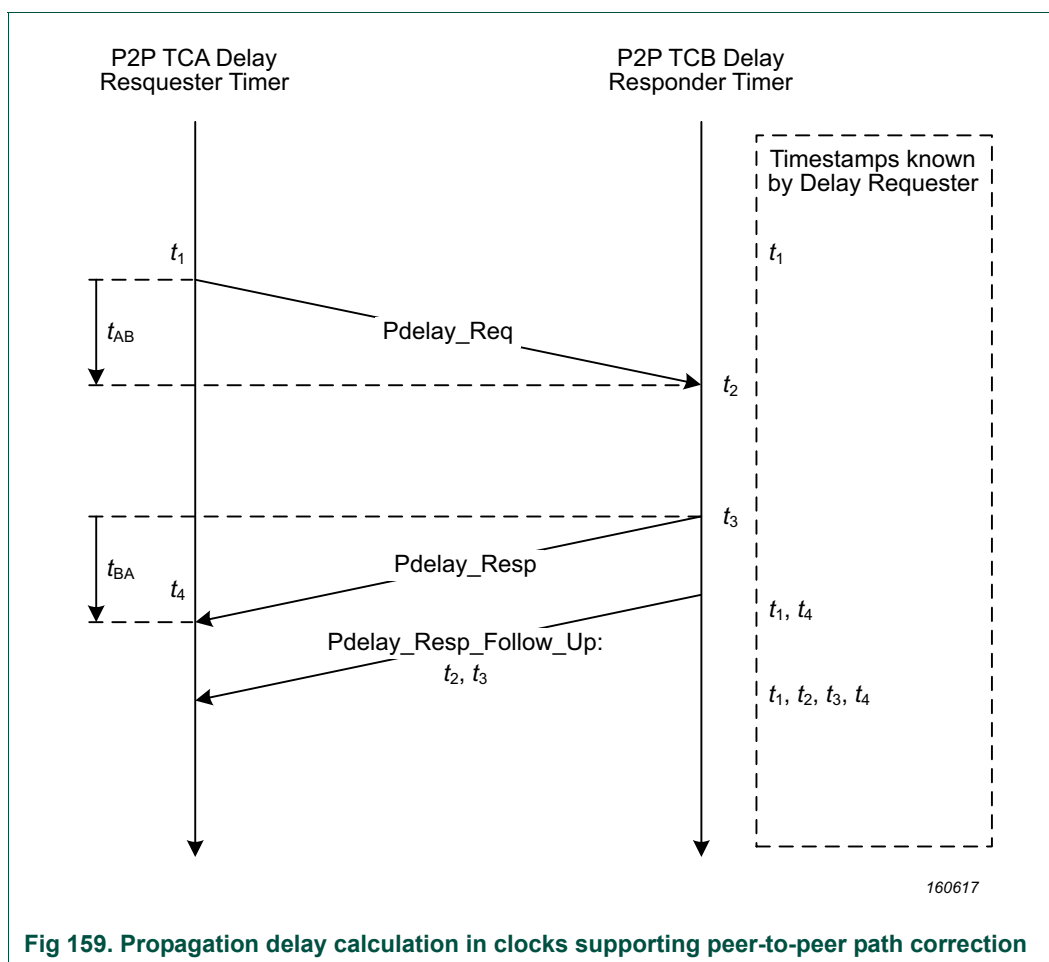 P2P TCA Delay
Resquester Timer
P2P TCB Delay
Responder Timer
Timestamps known
by Delay Requester
t1
t1
tAB
Pdelay_Req
t2
t3
tBA
Pdelay_Resp
t4
t1, t4
Pdelay_Resp_Follow_Up:
t2, t3
t1, t2, t3, t4
160617
Fig 159. Propagation delay calculation in clocks supporting peer-to-peer path correction